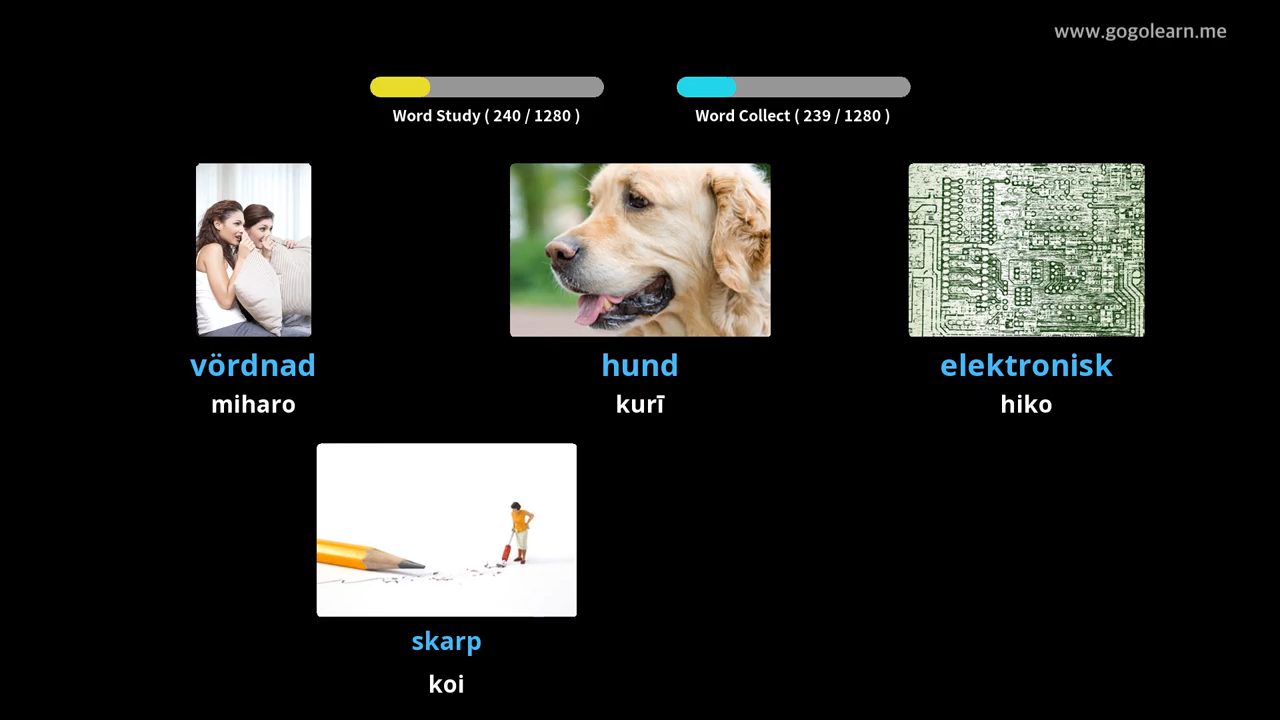 www.gogolearn.me
Word Study ( 240 / 1280 )
Word Collect ( 239 / 1280 )
vördnad
miharo
hund
kurī
elektronisk
hiko
skarp
koi